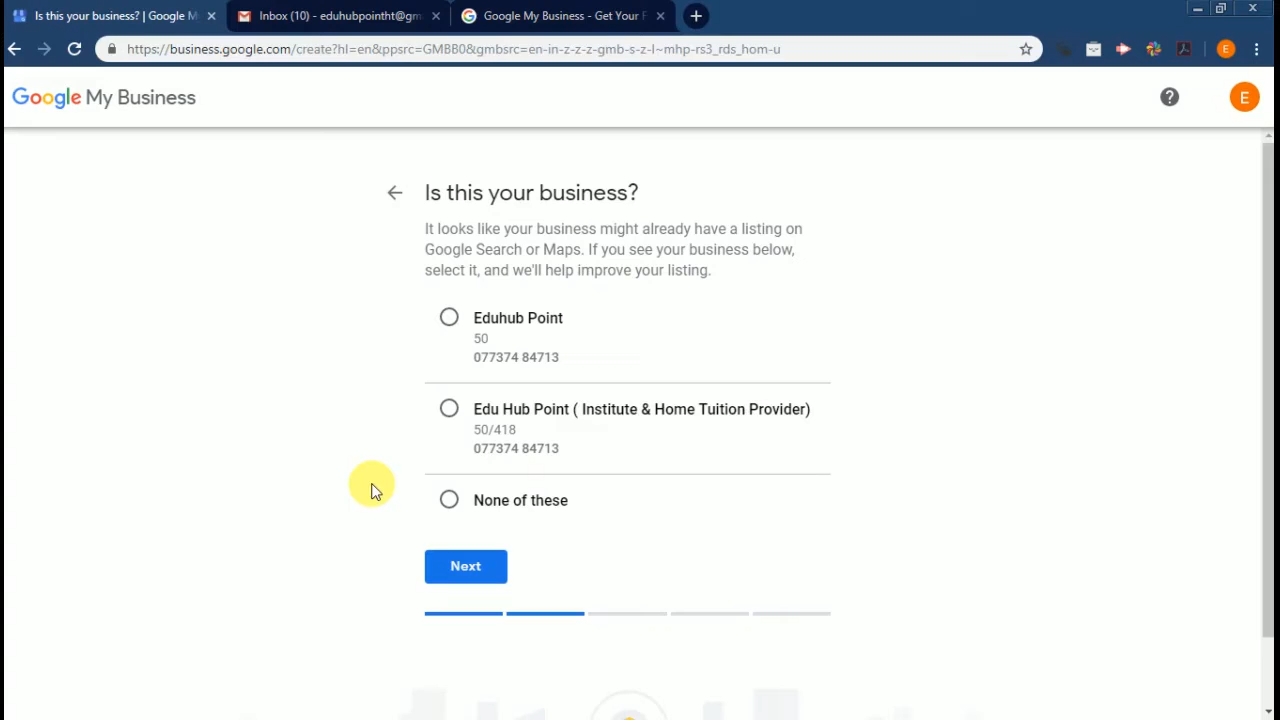 Is this your business? | Google M
Inbox (10) - eduhubpointht@gm
Google My Business - Get Your F
https://business.google.com/create?hl=en&ppsrc=GMBB0&gmbsrc=en-in-z-z-z-gmb-s-z-l~mhp-rs3_rds_hom-u
E
Google My Business
E
Is this your business?
It looks like your business might already have a listing on
Google Search or Maps. If you see your business below,
select it, and we'll help improve your listing.
Eduhub Point
50
077374 84713
Edu Hub Point ( Institute & Home Tuition Provider)
50/418
077374 84713
None of these
Next